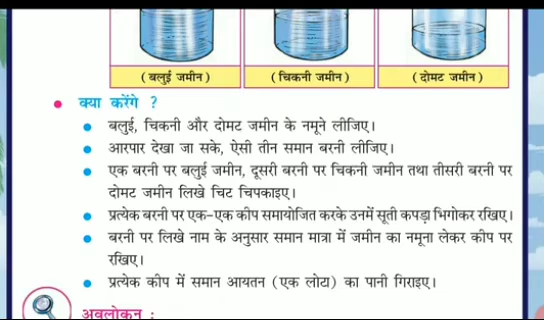 (बलुई जमीन) (चिकनी जमीन) (दोमट जमीन)
क्या करेंगे ?
बलुई, चिकनी और दोमट जमीन के नमूने लीजिए।
आरपार देखा जा सके, ऐसी तीन समान बरनी लीजिए।
एक बरनी पर बलुई जमीन, दूसरी बरनी पर चिकनी जमीन तथा तीसरी बरनी पर
दोमट जमीन लिखे चिट चिपकाइए।
प्रत्येक बरनी पर एक-एक कीप समायोजित करके उनमें सूती कपड़ा भिगोकर रखिए।
बरनी पर लिखे नाम के अनुसार समान मात्रा में जमीन का नमूना लेकर कीप पर
रखिए।
प्रत्येक कीप में समान आयतन (एक लोटा) का पानी गिराइए।
अवलोकन :